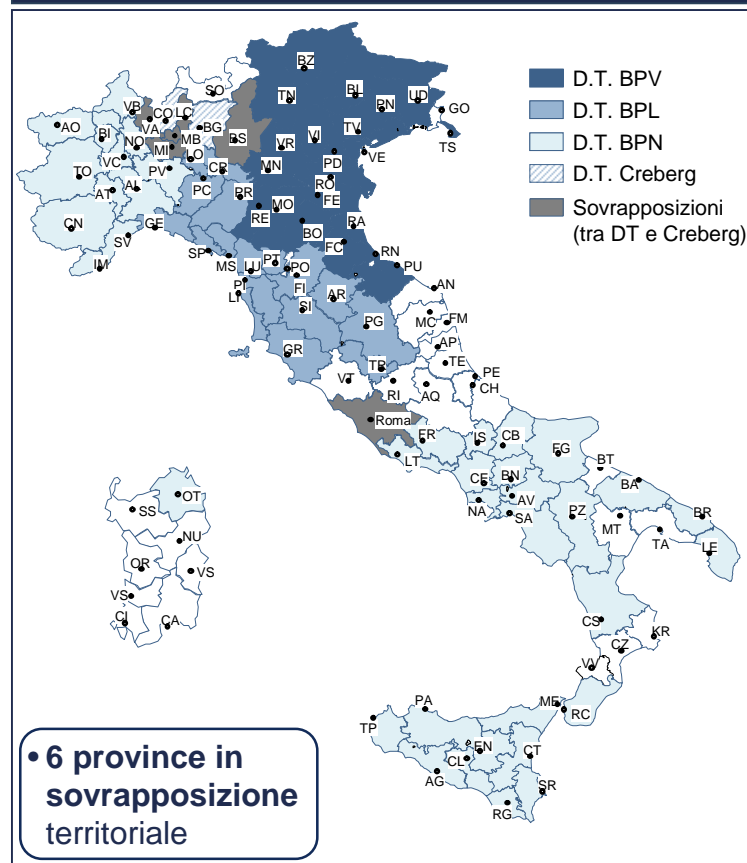 BZ
SO
TN
BL
UD
PN
GO
TS
VB
CO
LC
AO
BI
VA
BG
BS
TV
VI
VR
VE
NO
MB
MI
LO
VC
CR
MN
PD
TO
PV
RO
PC
FE
AT
AL
PR
MO
RE
CN
GE
BO
RA
FC
SV
RN
SP
MS
PT
PU
IM
LU
PO
PI
FI
AN
LI
AR
MC
FM
SI
PG
AP
GR
TE
TR
PE
VT
CH
RI
AQ
Roma
FR
IS
CB
FG
LT
BT
BA
CE
BN
OT
AV
NA
SA
PZ
BR
SS
MT
TA
LE
NU
OR
VS
VS
CI
CA
CS
KR
CZ
VV
PA
ME
RC
TP
EN
CT
CL
AG
SR
RG
D.T. BPV
D.T. BPL
D.T. BPN
D.T. Creberg
Sovrapposizioni
(tra DT e Creberg)
• 6 province in
sovrapposizione
territoriale